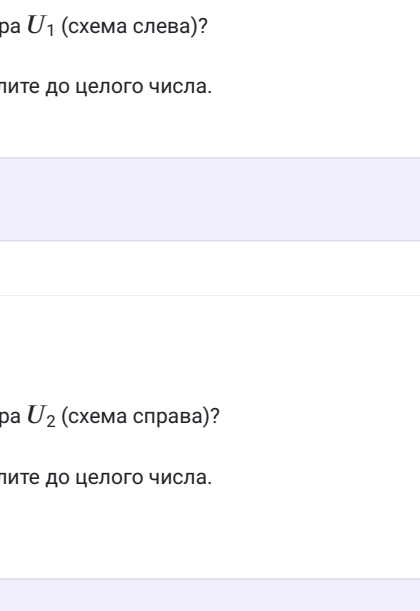 ра U₁ (схема слева)?
лите до целого числа.
ра U₂ (схема справа)?
лите до целого числа.